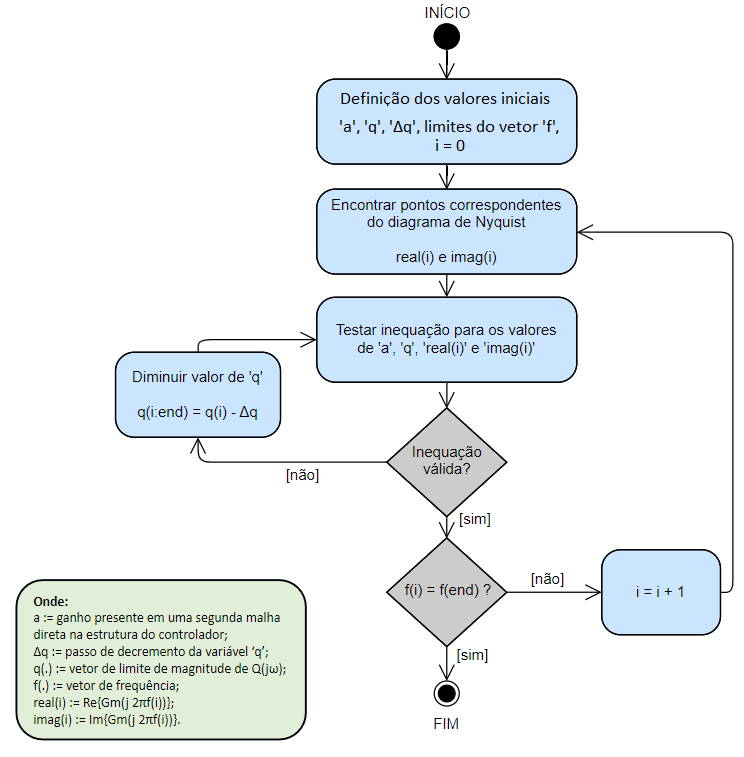 INÍCIO
Definição dos valores iniciais
'a', 'q', 'Δq', limites do vetor 'f',
i = 0
Encontrar pontos correspondentes
do diagrama de Nyquist
real(i) e imag(i)
Testar inequação para os valores
de 'a', 'q', 'real(i)' e 'imag(i)'
Diminuir valor de 'q'
q(i:end) = q(i) - Δq
Inequação
válida?
[não]
[sim]
f(i) = f(end) ?
[não]
i = i + 1
[sim]
FIM
Onde:
a := ganho presente em uma segunda malha
direta na estrutura do controlador;
Δq := passo de decremento da variável ‘q’;
q(.) := vetor de limite de magnitude de Q(jω);
f(.) := vetor de frequência;
real(i) := Re{Gm(j 2πf(i))};
imag(i) := Im{Gm(j 2πf(i))}.